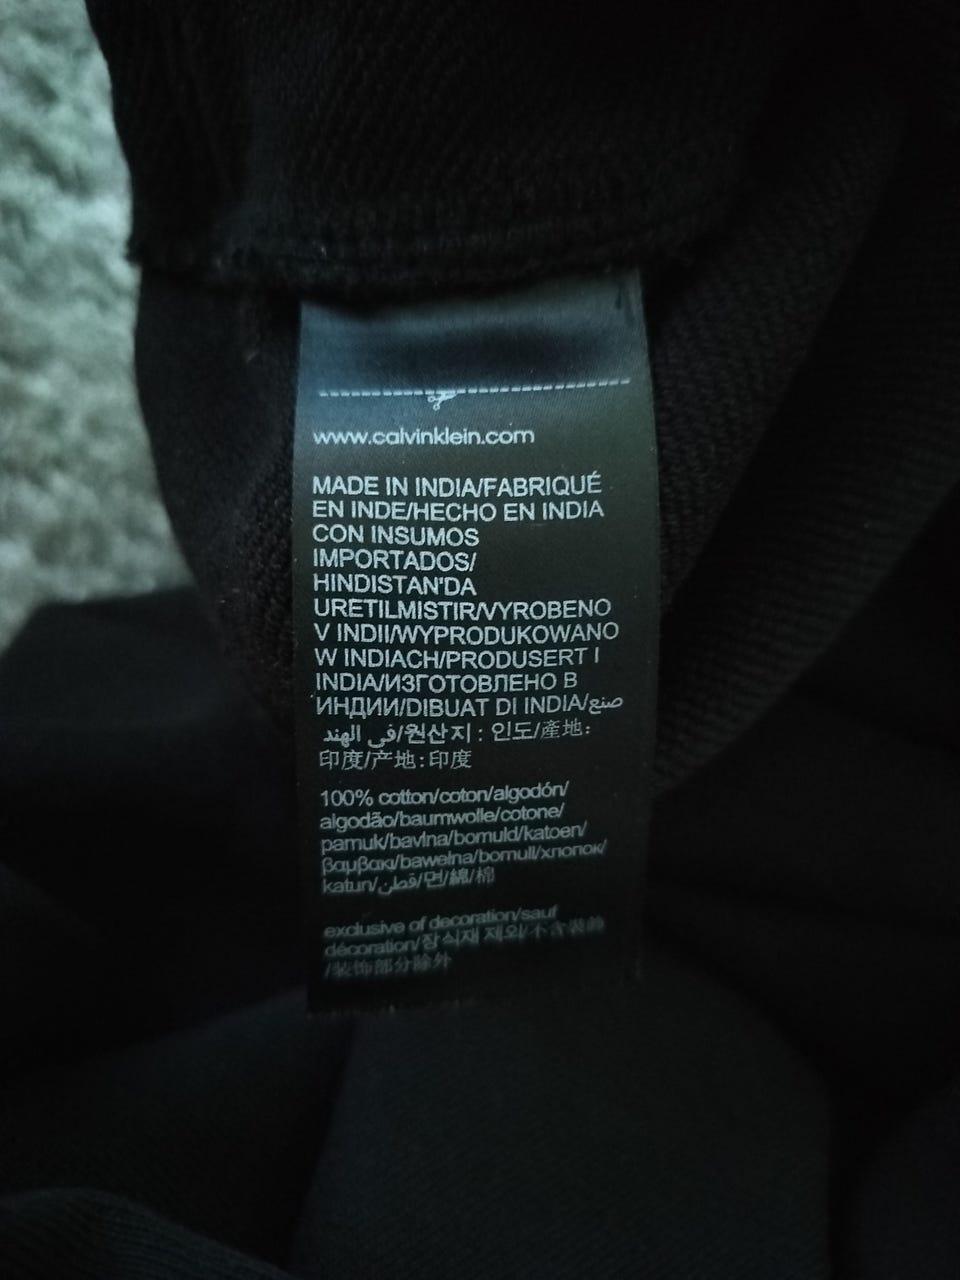 www.calvinklein.com
MADE IN INDIA/FABRIQUÉ
EN INDE/HECHO EN INDIA
CON INSUMOS
IMPORTADOS/
HINDISTAN'DA
URETILMISTIR/VYROBENO
V INDII/WYPRODUKOWANO
W INDIACH/PRODUSERT I
INDIA/ИЗГОТОВЛЕНО В
ИНДИИ/DIBUAT DI INDIA/صنع
في الهند/원산지 : 인도/產地:
印度/产地:印度
100% cotton/coton/algodón/
algodão/baumwolle/cotone/
pamuk/bavlna/bomuld/katoen/
βαμβακι/bawełna/bomull/хлопок/
katun/قطن/면/綿/棉
exclusive of decoration/sauf
décoration/장식재 제외/不含裝飾
/装饰部分除外